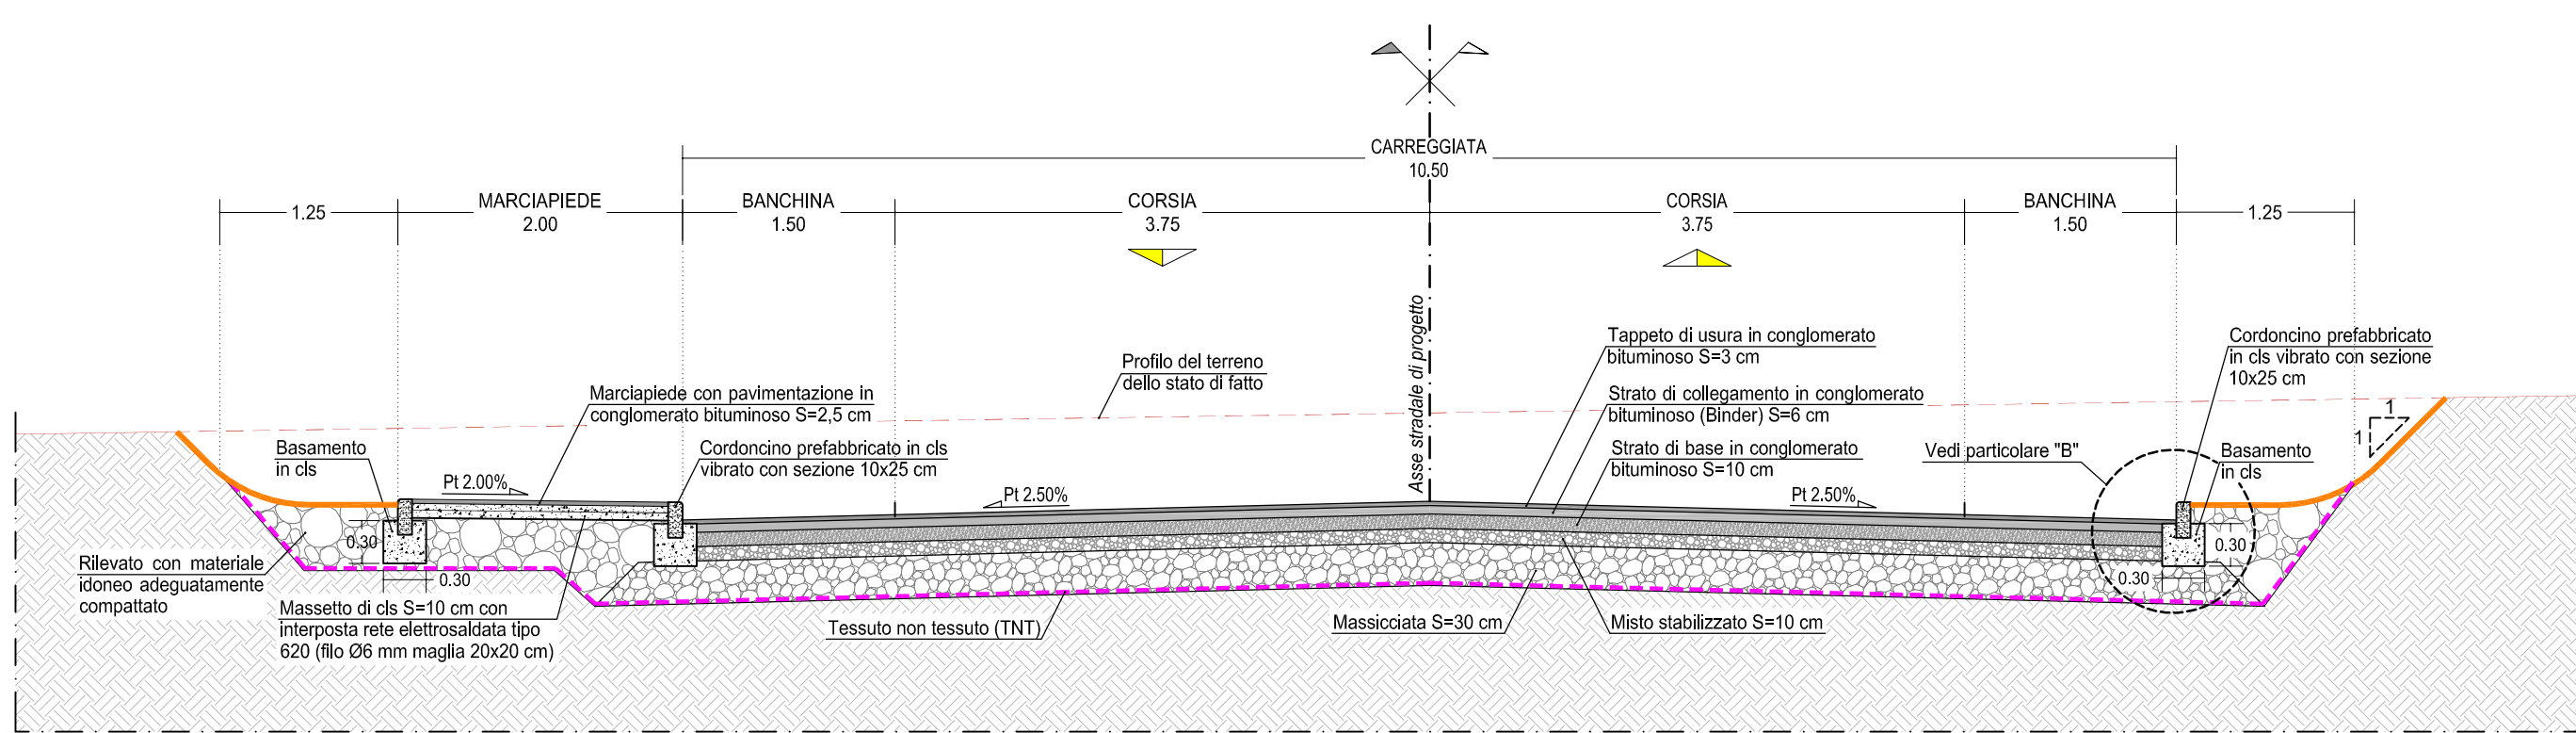 CARREGGIATA
10.50
1.25
MARCIAPIEDE
2.00
BANCHINA
1.50
CORSIA
3.75
CORSIA
3.75
BANCHINA
1.50
1.25
Asse stradale di progetto
Profilo del terreno
dello stato di fatto
Tappeto di usura in conglomerato
bituminoso S=3 cm
Strato di collegamento in conglomerato
bituminoso (Binder) S=6 cm
Strato di base in conglomerato
bituminoso S=10 cm
Cordoncino prefabbricato
in cls vibrato con sezione
10x25 cm
1
1
Marciapiede con pavimentazione in
conglomerato bituminoso S=2,5 cm
Basamento
in cls
Cordoncino prefabbricato in cls
vibrato con sezione 10x25 cm
Vedi particolare "B"
Basamento
in cls
Pt 2.00%
Pt 2.50%
Pt 2.50%
0.30
0.30
0.30
0.30
Rilevato con materiale
idoneo adeguatamente
compattato
Massetto di cls S=10 cm con
interposta rete elettrosaldata tipo
620 (filo Ø6 mm maglia 20x20 cm)
Tessuto non tessuto (TNT)
Massicciata S=30 cm
Misto stabilizzato S=10 cm